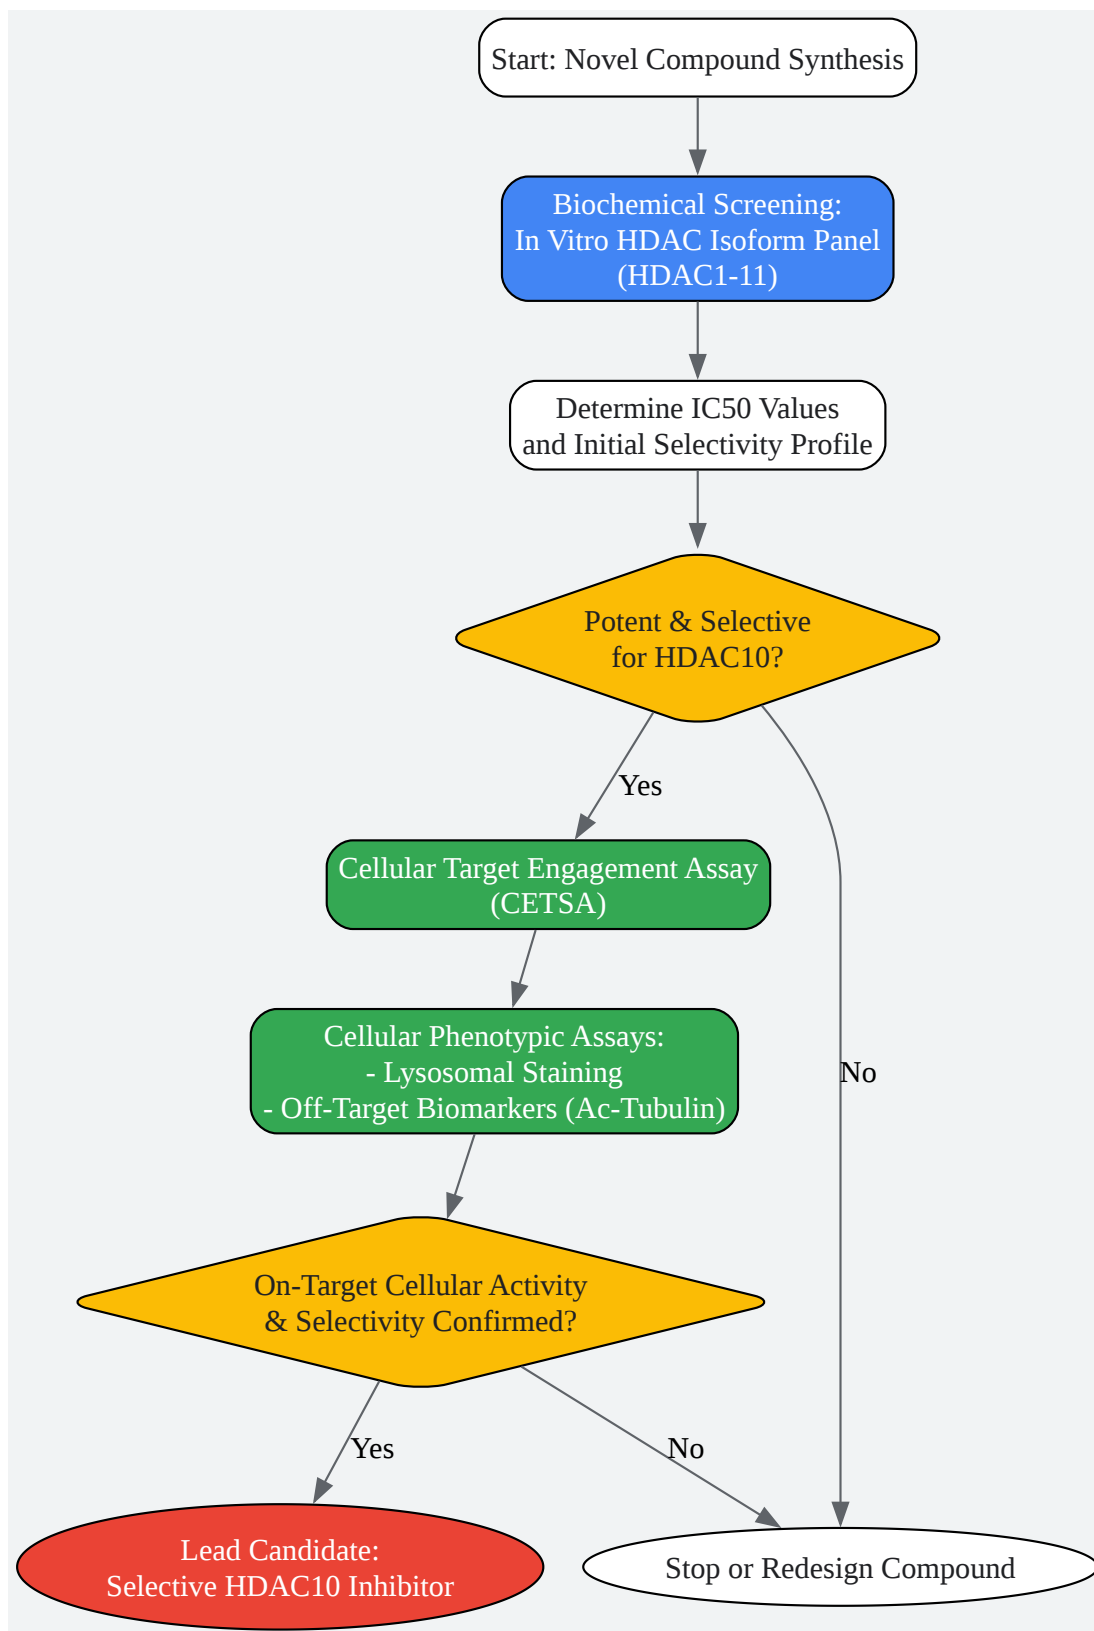 Start: Novel Compound Synthesis
Biochemical Screening:
In Vitro HDAC Isoform Panel
(HDAC1-11)
Determine IC50 Values
and Initial Selectivity Profile
Potent & Selective
for HDAC10?
Yes
Cellular Target Engagement Assay
(CETSA)
Cellular Phenotypic Assays:
- Lysosomal Staining
- Off-Target Biomarkers (Ac-Tubulin)
No
On-Target Cellular Activity
& Selectivity Confirmed?
Yes
No
Lead Candidate:
Selective HDAC10 Inhibitor
Stop or Redesign Compound